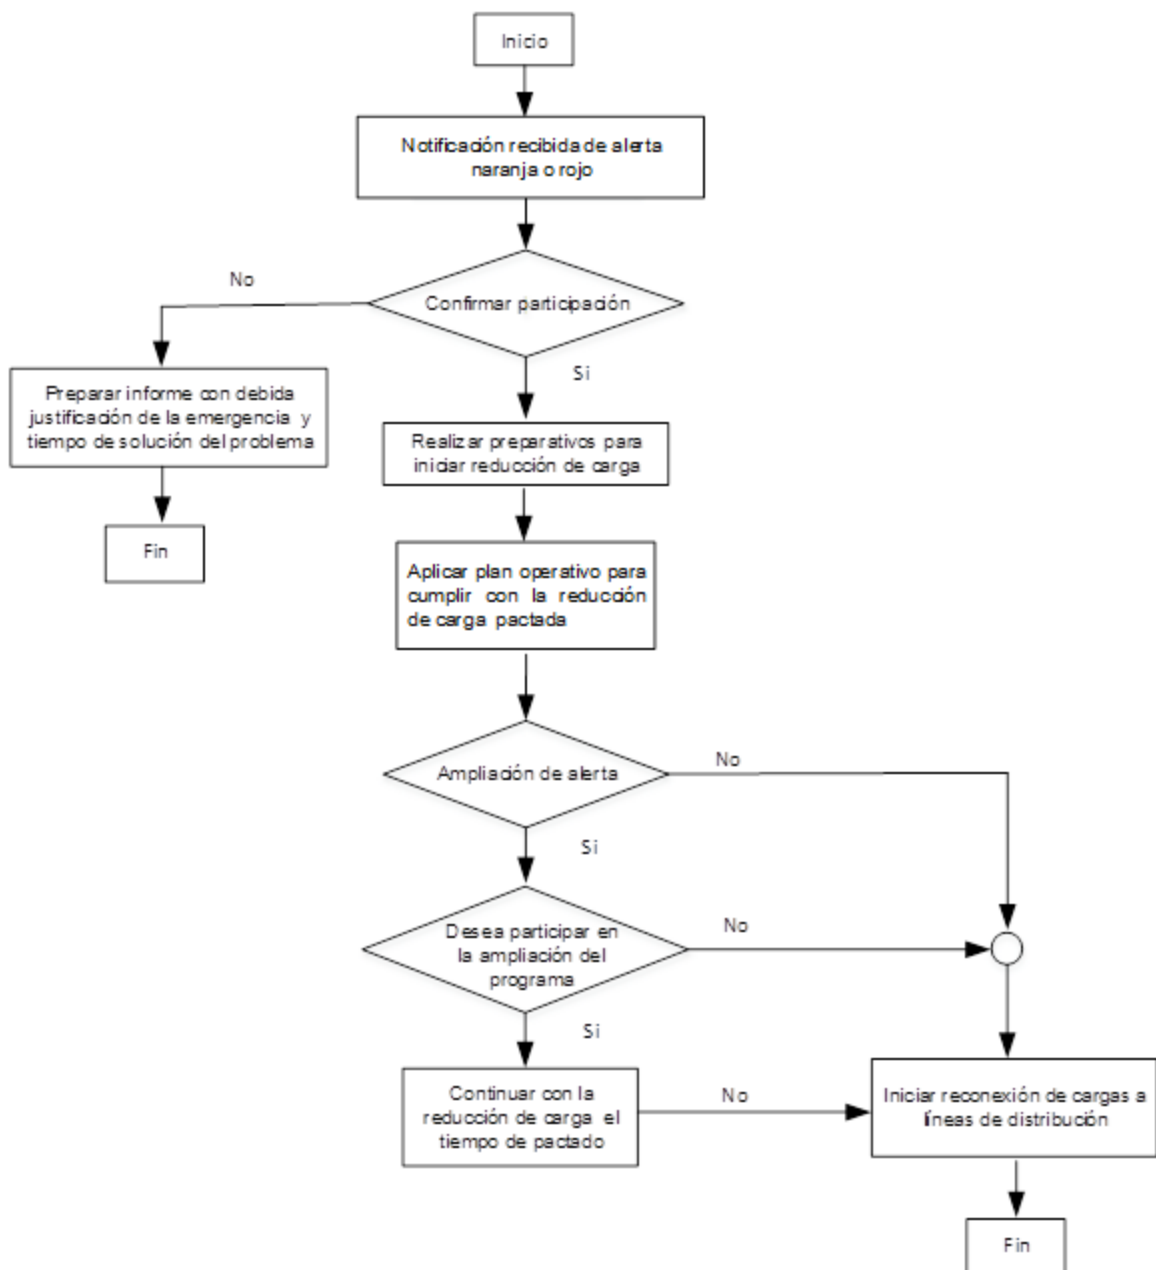 Inicio
Notificación recibida de alerta
naranja o rojo
No
Confirmar participación
Si
Preparar informe con debida
justificación de la emergencia y
tiempo de solución del problema
Realizar preparativos para
iniciar reducción de carga
Fin
Aplicar plan operativo para
cumplir con la reducción
de carga pactada
Ampliación de alerta
No
Si
Desea participar en
la ampliación del
programa
No
Si
Continuar con la
reducción de carga el
tiempo de pactado
No
Iniciar reconexión de cargas a
líneas de distribución
Fin